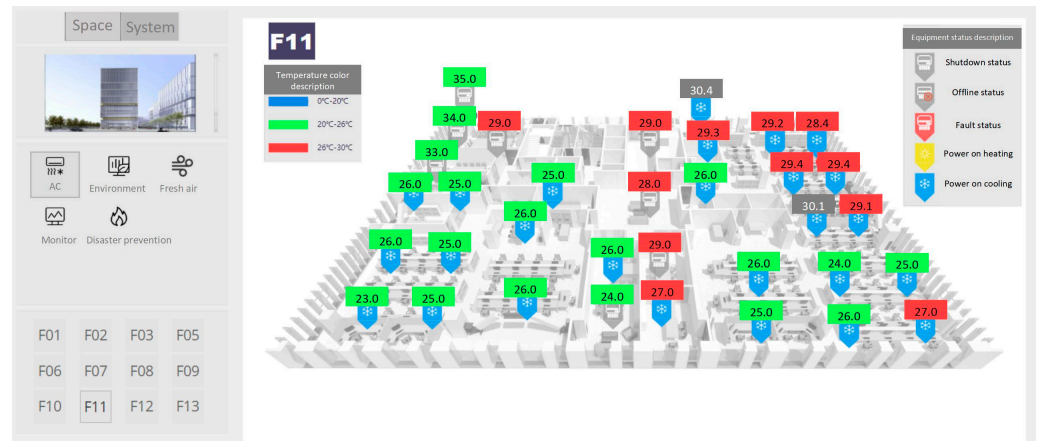 Space System
AC
Environment
Fresh air
Monitor
Disaster prevention
F01 F02 F03 F05
F06 F07 F08 F09
F10 F11 F12 F13
F11
Temperature color
description
0℃-20℃
20℃-26℃
26℃-30℃
35.0
30.4
34.0
29.0
29.0
29.3
29.2
28.4
33.0
29.4
29.4
26.0
25.0
25.0
28.0
26.0
26.0
30.1
29.1
26.0
25.0
26.0
29.0
26.0
24.0
25.0
23.0
25.0
26.0
24.0
27.0
25.0
26.0
27.0
Equipment status description
Shutdown status
Offline status
Fault status
Power on heating
Power on cooling